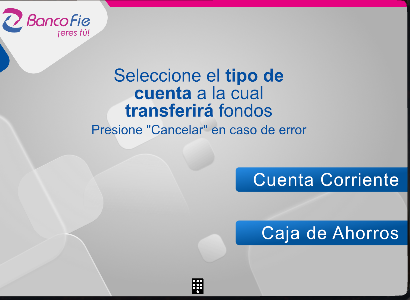 BancoFie
¡eres tú!
Seleccione el tipo de
cuenta a la cual
transferirá fondos
Presione "Cancelar" en caso de error
Cuenta Corriente
Caja de Ahorros